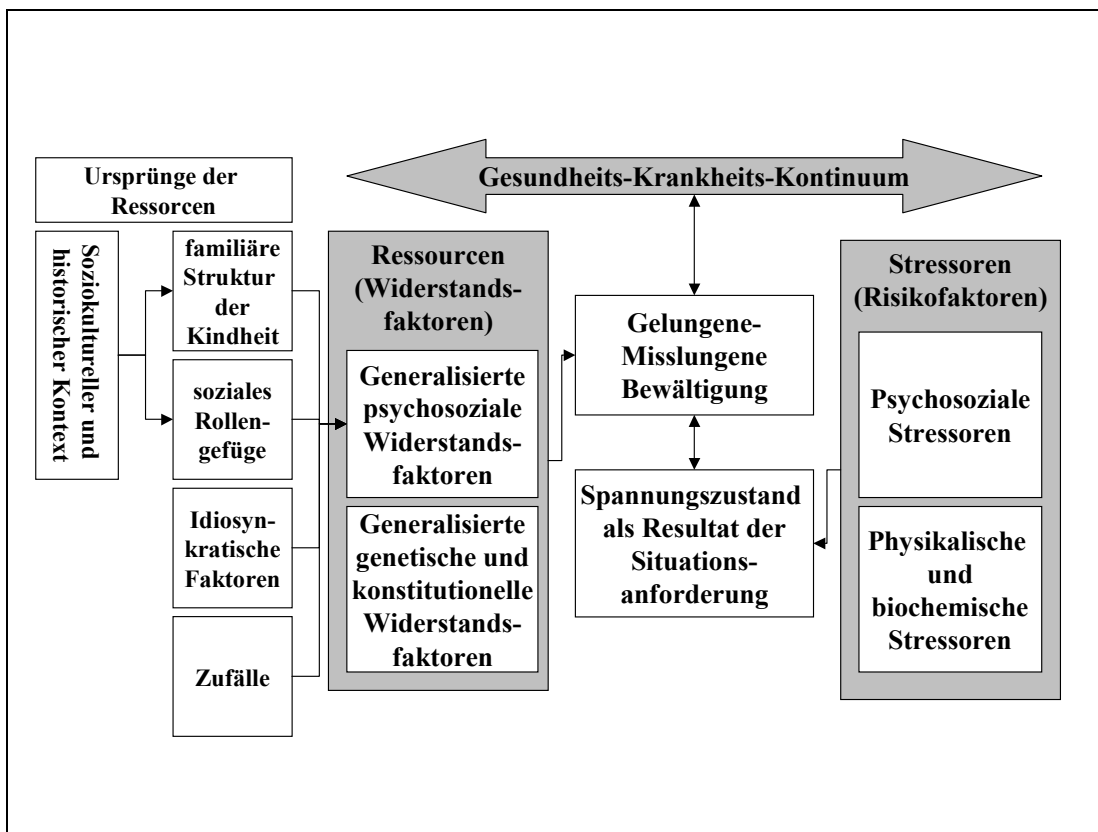 Ursprünge der
Ressorcen
Soziokultureller und
historischer Kontext
familiäre
Struktur
der
Kindheit
soziales
Rollen-
gefüge
Idiosyn-
kratische
Faktoren
Zufälle
Gesundheits-Krankheits-Kontinuum
Ressourcen
(Widerstands-
faktoren)
Generalisierte
psychosoziale
Widerstands-
faktoren
Generalisierte
genetische und
konstitutionelle
Widerstands-
faktoren
Gelungene-
Misslungene
Bewältigung
Spannungszustand
als Resultat der
Situations-
anforderung
Stressoren
(Risikofaktoren)
Psychosoziale
Stressoren
Physikalische
und
biochemische
Stressoren